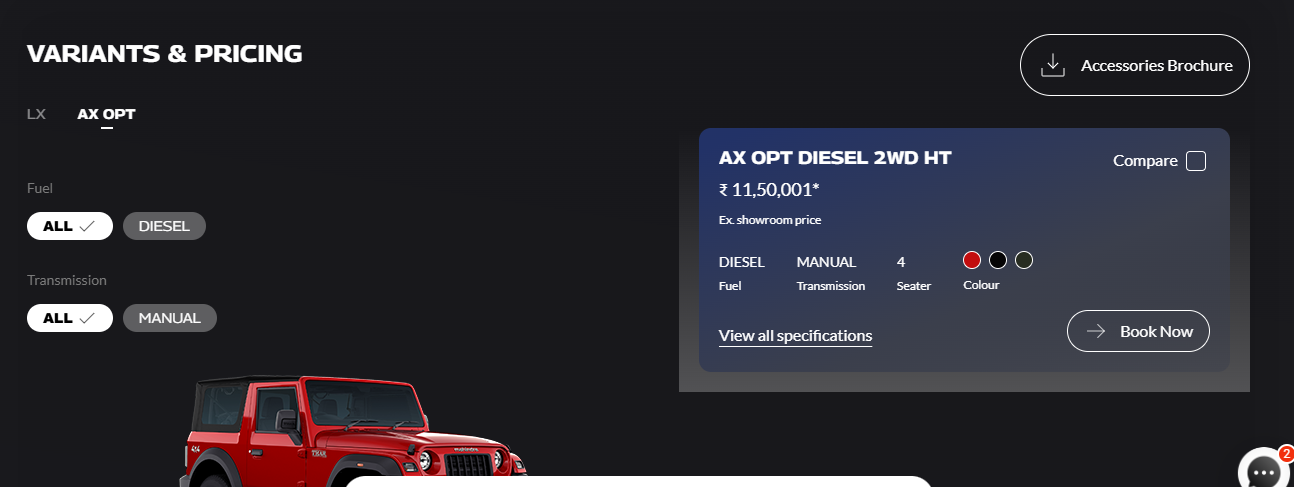 VARIANTS & PRICING
Accessories Brochure
LX AX OPT
Fuel
ALL DIESEL
Transmission
ALL MANUAL
AX OPT DIESEL 2WD HT
Compare
₹ 11,50,001*
Ex. showroom price
DIESEL MANUAL 4
Fuel Transmission Seater Colour
View all specifications
Book Now
4x4
THAR
2